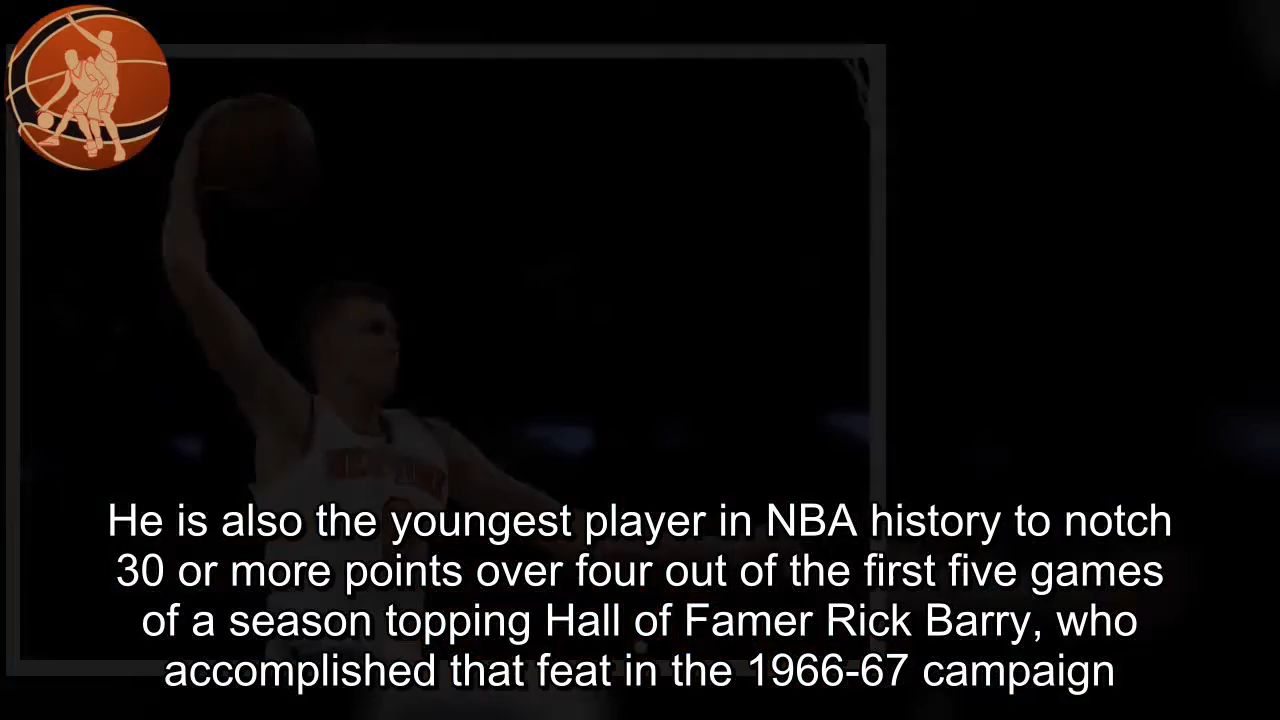 NEW YORK
He is also the youngest player in NBA history to notch
30 or more points over four out of the first five games
of a season topping Hall of Famer Rick Barry, who
accomplished that feat in the 1966-67 campaign